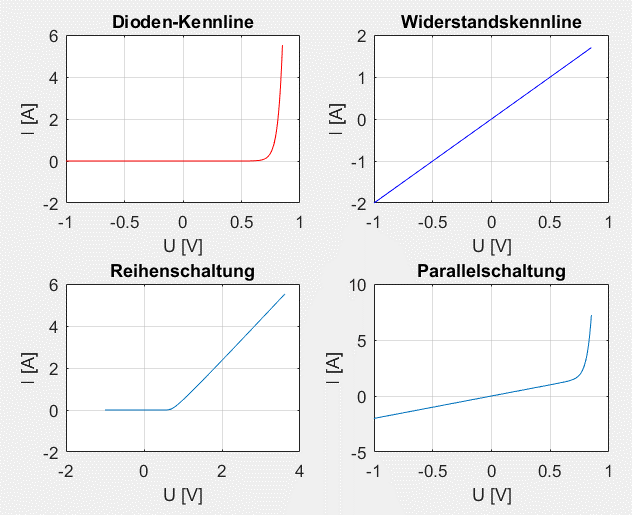 Dioden-Kennline
6
4
2
0
-2
I [A]
-1 -0.5 0 0.5 1
U [V]
Widerstandskennline
2
1
0
-1
-2
I [A]
-1 -0.5 0 0.5 1
U [V]
Reihenschaltung
6
4
2
0
-2
I [A]
-2 0 2 4
U [V]
Parallelschaltung
10
5
0
-5
I [A]
-1 -0.5 0 0.5 1
U [V]